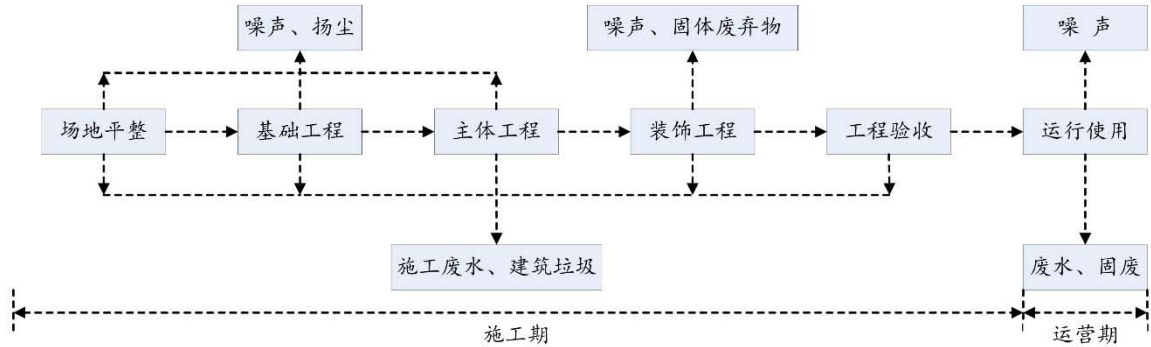 噪声、扬尘
噪声、固体废弃物
噪 声
场地平整
基础工程
主体工程
装饰工程
工程验收
运行使用
施工废水、建筑垃圾
废水、固废
施工期
运营期